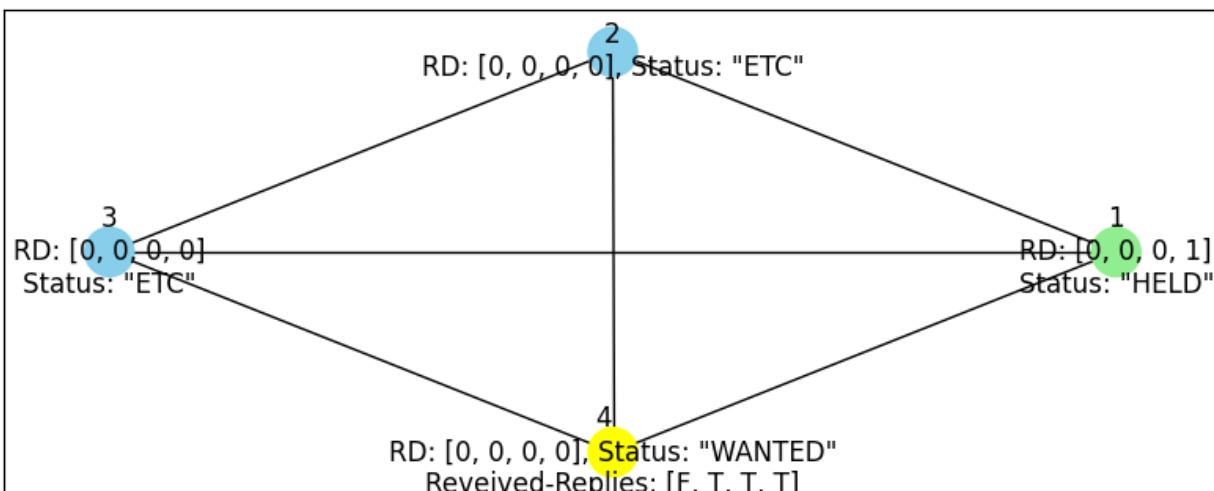 2
RD: [0, 0, 0, 0], Status: "ETC"
3
RD: [0, 0, 0, 0]
Status: "ETC"
1
RD: [0, 0, 0, 1]
Status: "HELD"
4
RD: [0, 0, 0, 0], Status: "WANTED"
Reveived-Replies: [F, T, T, T]